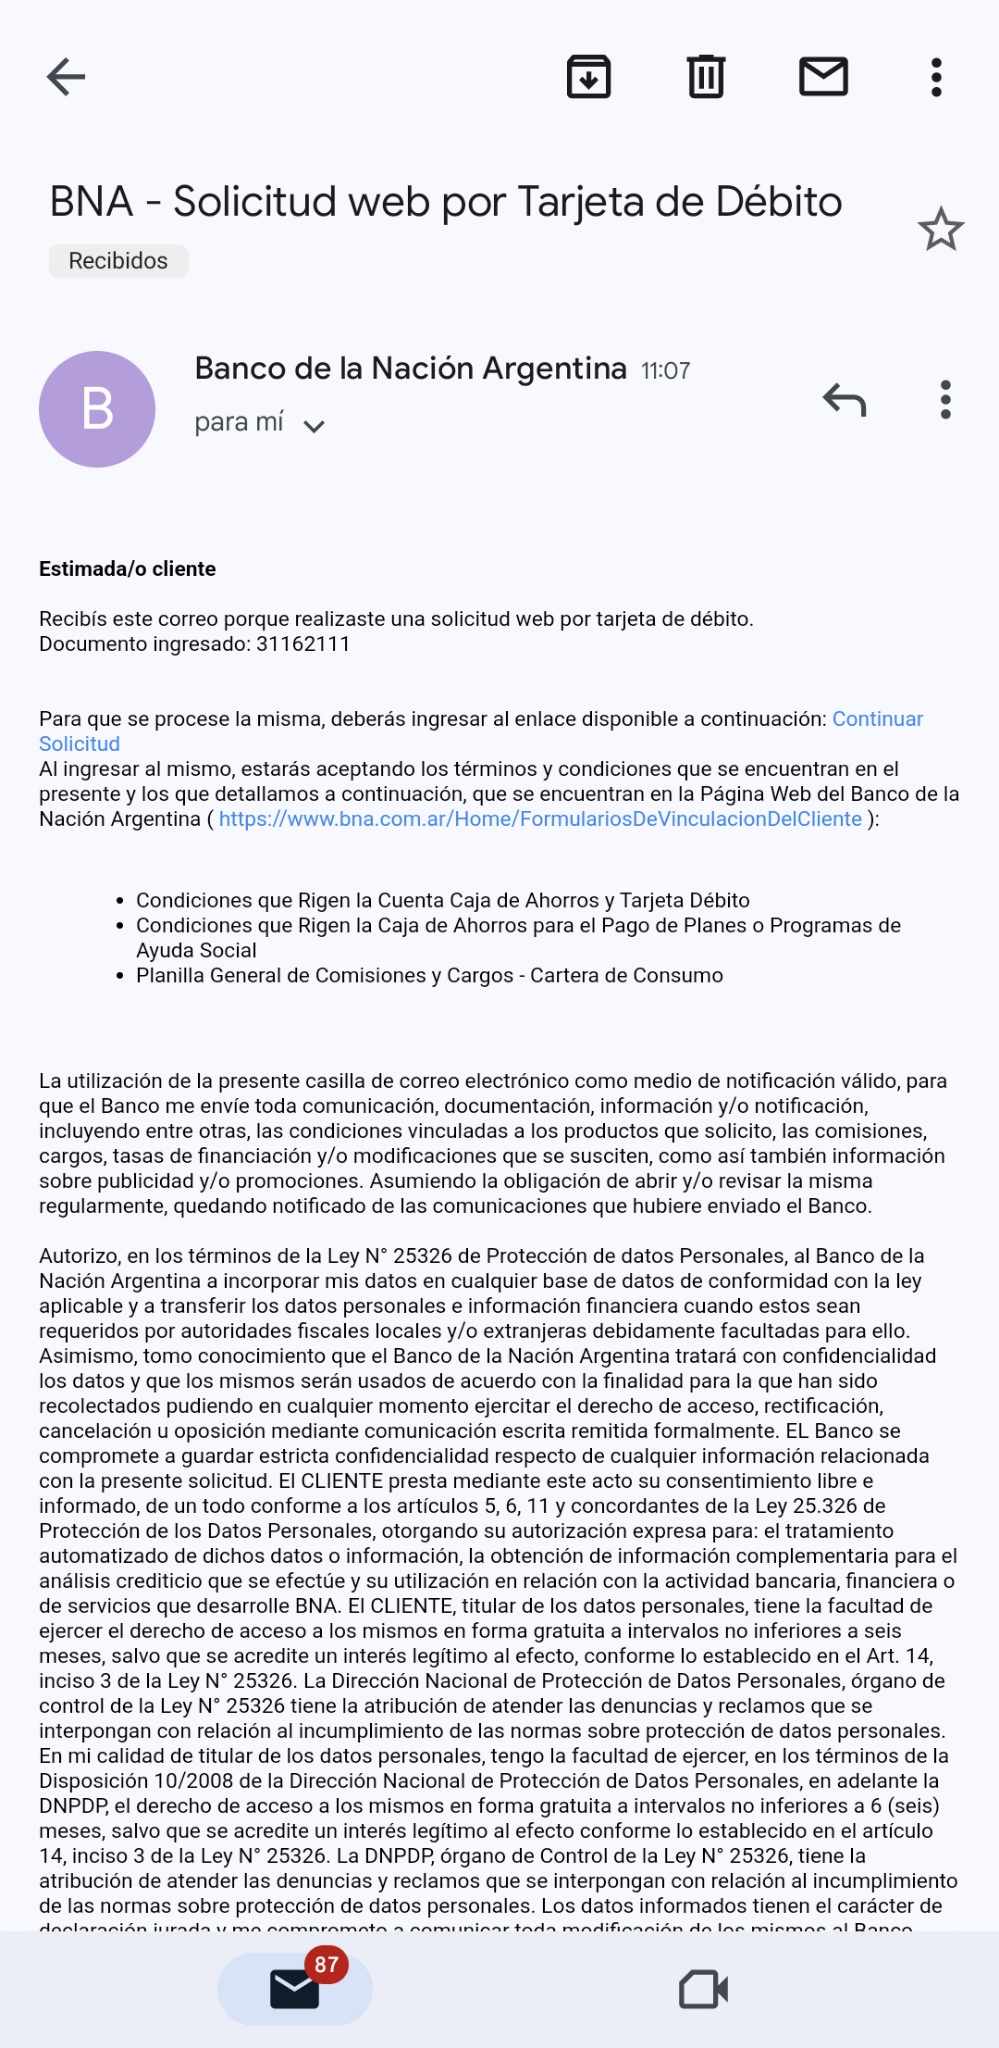 BNA - Solicitud web por Tarjeta de Débito
Recibidos
B
Banco de la Nación Argentina 11:07
para mí
Estimada/o cliente
Recibís este correo porque realizaste una solicitud web por tarjeta de débito.
Documento ingresado: 31162111
Para que se procese la misma, deberás ingresar al enlace disponible a continuación: Continuar
Solicitud
Al ingresar al mismo, estarás aceptando los términos y condiciones que se encuentran en el
presente y los que detallamos a continuación, que se encuentran en la Página Web del Banco de la
Nación Argentina ( https://www.bna.com.ar/Home/FormulariosDeVinculacionDelCliente ):
• Condiciones que Rigen la Cuenta Caja de Ahorros y Tarjeta Débito
• Condiciones que Rigen la Caja de Ahorros para el Pago de Planes o Programas de
Ayuda Social
• Planilla General de Comisiones y Cargos - Cartera de Consumo
La utilización de la presente casilla de correo electrónico como medio de notificación válido, para
que el Banco me envíe toda comunicación, documentación, información y/o notificación,
incluyendo entre otras, las condiciones vinculadas a los productos que solicito, las comisiones,
cargos, tasas de financiación y/o modificaciones que se susciten, como así también información
sobre publicidad y/o promociones. Asumiendo la obligación de abrir y/o revisar la misma
regularmente, quedando notificado de las comunicaciones que hubiere enviado el Banco.
Autorizo, en los términos de la Ley N° 25326 de Protección de datos Personales, al Banco de la
Nación Argentina a incorporar mis datos en cualquier base de datos de conformidad con la ley
aplicable y a transferir los datos personales e información financiera cuando estos sean
requeridos por autoridades fiscales locales y/o extranjeras debidamente facultadas para ello.
Asimismo, tomo conocimiento que el Banco de la Nación Argentina tratará con confidencialidad
los datos y que los mismos serán usados de acuerdo con la finalidad para la que han sido
recolectados pudiendo en cualquier momento ejercitar el derecho de acceso, rectificación,
cancelación u oposición mediante comunicación escrita remitida formalmente. EL Banco se
compromete a guardar estricta confidencialidad respecto de cualquier información relacionada
con la presente solicitud. El CLIENTE presta mediante este acto su consentimiento libre e
informado, de un todo conforme a los artículos 5, 6, 11 y concordantes de la Ley 25.326 de
Protección de los Datos Personales, otorgando su autorización expresa para: el tratamiento
automatizado de dichos datos o información, la obtención de información complementaria para el
análisis crediticio que se efectúe y su utilización en relación con la actividad bancaria, financiera o
de servicios que desarrolle BNA. El CLIENTE, titular de los datos personales, tiene la facultad de
ejercer el derecho de acceso a los mismos en forma gratuita a intervalos no inferiores a seis
meses, salvo que se acredite un interés legítimo al efecto, conforme lo establecido en el Art. 14,
inciso 3 de la Ley N° 25326. La Dirección Nacional de Protección de Datos Personales, órgano de
control de la Ley N° 25326 tiene la atribución de atender las denuncias y reclamos que se
interpongan con relación al incumplimiento de las normas sobre protección de datos personales.
En mi calidad de titular de los datos personales, tengo la facultad de ejercer, en los términos de la
Disposición 10/2008 de la Dirección Nacional de Protección de Datos Personales, en adelante la
DNPDP, el derecho de acceso a los mismos en forma gratuita a intervalos no inferiores a 6 (seis)
meses, salvo que se acredite un interés legítimo al efecto conforme lo establecido en el artículo
14, inciso 3 de la Ley N° 25326. La DNPDP, órgano de Control de la Ley N° 25326, tiene la
atribución de atender las denuncias y reclamos que se interpongan con relación al incumplimiento
de las normas sobre protección de datos personales. Los datos informados tienen el carácter de
declaración jurada y me comprometo a comunicar toda modificación de los mismos al Banco
87